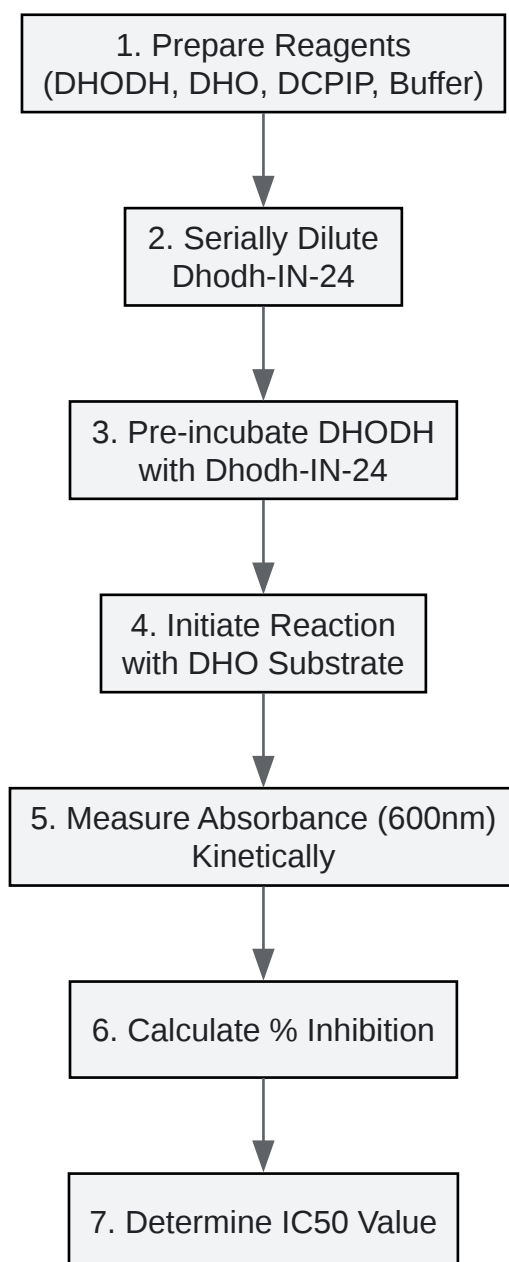 1. Prepare Reagents
(DHODH, DHO, DCPIP, Buffer)
2. Serially Dilute
Dhodh-IN-24
3. Pre-incubate DHODH
with Dhodh-IN-24
4. Initiate Reaction
with DHO Substrate
5. Measure Absorbance (600nm)
Kinetically
6. Calculate % Inhibition
7. Determine IC50 Value